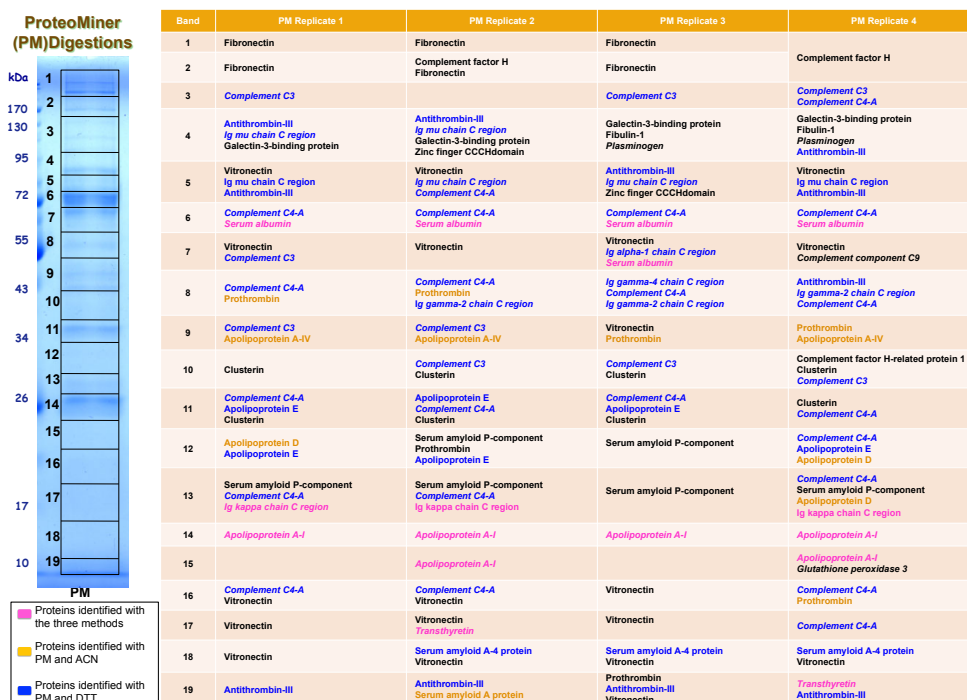 ProteoMiner
(PM)Digestions
kDa
170
130
95
72
55
43
34
26
17
10
1
2
3
4
5
6
7
8
9
10
11
12
13
14
15
16
17
18
19
PM
Proteins identified with
the three methods
Proteins identified with
PM and ACN
Proteins identified with
PM and DTT
Band PM Replicate 1 PM Replicate 2 PM Replicate 3 PM Replicate 4
1 Fibronectin Fibronectin Fibronectin Complement factor H
2 Fibronectin Complement factor H Fibronectin
Fibronectin
3 Complement C3 Complement C3 Complement C3
Complement C4-A
4 Antithrombin-III Antithrombin-III Galectin-3-binding protein Galectin-3-binding protein
Ig mu chain C region Ig mu chain C region Fibulin-1 Fibulin-1
Galectin-3-binding protein Galectin-3-binding protein Plasminogen Plasminogen
Zinc finger CCCHdomain Antithrombin-III
5 Vitronectin Vitronectin Antithrombin-III Vitronectin
Ig mu chain C region Ig mu chain C region Ig mu chain C region Ig mu chain C region
Antithrombin-III Complement C4-A Zinc finger CCCHdomain Antithrombin-III
6 Complement C4-A Complement C4-A Complement C4-A Complement C4-A
Serum albumin Serum albumin Serum albumin Serum albumin
7 Vitronectin Vitronectin Vitronectin Vitronectin
Complement C3 Ig alpha-1 chain C region Complement component C9
Serum albumin
8 Complement C4-A Complement C4-A Ig gamma-4 chain C region Antithrombin-III
Prothrombin Prothrombin Complement C4-A Ig gamma-2 chain C region
Ig gamma-2 chain C region Ig gamma-2 chain C region Complement C4-A
9 Complement C3 Complement C3 Vitronectin Prothrombin
Apolipoprotein A-IV Apolipoprotein A-IV Prothrombin Apolipoprotein A-IV
10 Clusterin Complement C3 Complement C3 Complement factor H-related protein 1
Clusterin Clusterin Clusterin
Complement C3
11 Complement C4-A Apolipoprotein E Complement C4-A Clusterin
Apolipoprotein E Complement C4-A Apolipoprotein E Complement C4-A
Clusterin Clusterin Clusterin
12 Apolipoprotein D Serum amyloid P-component Serum amyloid P-component Complement C4-A
Apolipoprotein E Prothrombin Apolipoprotein E
Apolipoprotein E Apolipoprotein D
13 Serum amyloid P-component Serum amyloid P-component Serum amyloid P-component Complement C4-A
Complement C4-A Complement C4-A Serum amyloid P-component
Ig kappa chain C region Ig kappa chain C region Apolipoprotein D
Ig kappa chain C region
14 Apolipoprotein A-I Apolipoprotein A-I Apolipoprotein A-I Apolipoprotein A-I
15 Apolipoprotein A-I Apolipoprotein A-I
Glutathione peroxidase 3
16 Complement C4-A Complement C4-A Vitronectin Complement C4-A
Vitronectin Vitronectin Prothrombin
17 Vitronectin Vitronectin Vitronectin Complement C4-A
Transthyretin
18 Vitronectin Serum amyloid A-4 protein Serum amyloid A-4 protein Serum amyloid A-4 protein
Vitronectin Vitronectin Vitronectin
19 Antithrombin-III Antithrombin-III Prothrombin Transthyretin
Serum amyloid A protein Antithrombin-III Antithrombin-III
Vitronectin